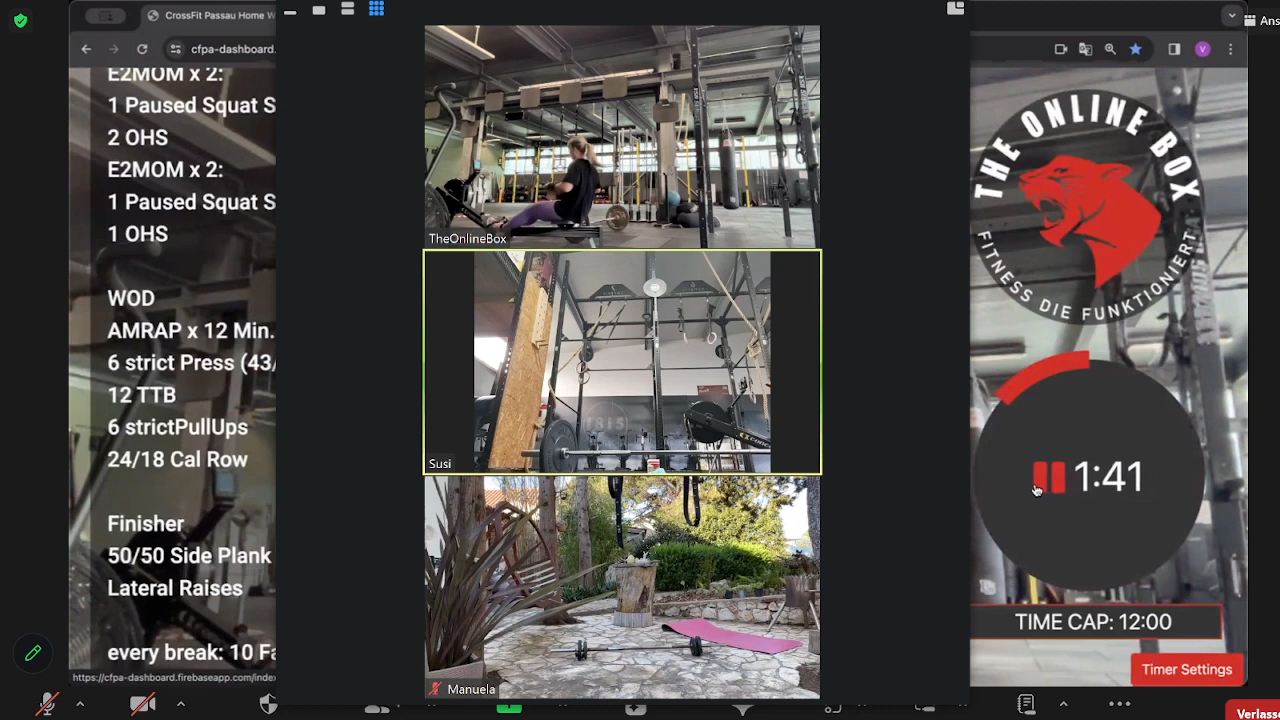 CrossFit Passau Home W
cfpa-dashboard.
E2MOM x 2:
1 Paused Squat S
2 OHS
E2MOM x 2:
1 Paused Squat S
1 OHS
WOD
AMRAP x 12 Min.
6 strict Press (43/
12 TTB
6 strictPullUps
24/18 Cal Row
Finisher
50/50 Side Plank
Lateral Raises
every break: 10 Fa
https://cfpa-dashboard.firebaseapp.com/index
TheOnlineBox
Susi
Manuela
Ans
V
THE ONLINE BOX
FITNESS DIE FUNKTIONIERT
1:41
TIME CAP: 12:00
Timer Settings
Verlasse